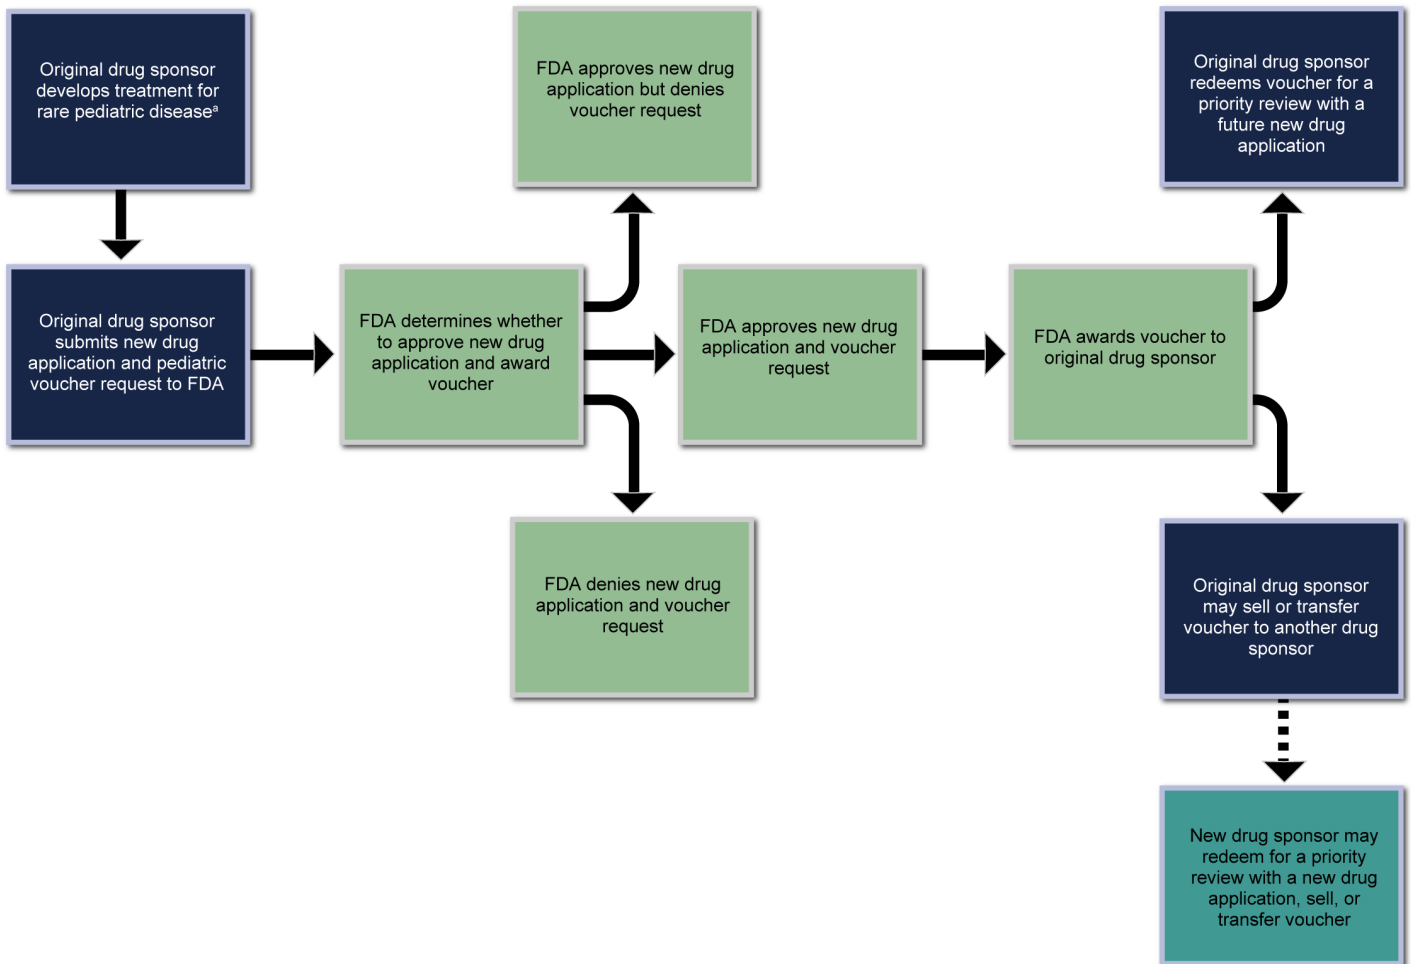 Original drug sponsor
develops treatment for
rare pediatric diseaseᵃ
Original drug sponsor
submits new drug
application and pediatric
voucher request to FDA
FDA determines whether
to approve new drug
application and award
voucher
FDA approves new drug
application but denies
voucher request
FDA approves new drug
application and voucher
request
FDA denies new drug
application and voucher
request
FDA awards voucher to
original drug sponsor
Original drug sponsor
redeems voucher for a
priority review with a
future new drug
application
Original drug sponsor
may sell or transfer
voucher to another drug
sponsor
New drug sponsor may
redeem for a priority
review with a new drug
application, sell, or
transfer voucher